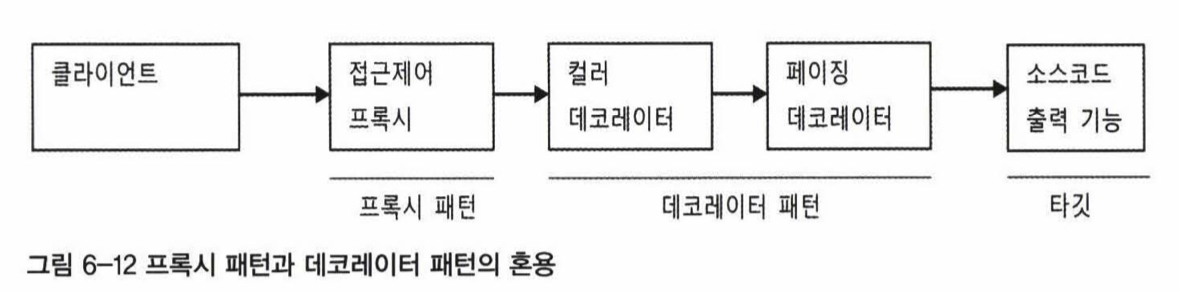 클라이언트
접근제어
프록시
컬러
데코레이터
페이징
데코레이터
소스코드
출력 기능
프록시 패턴
데코레이터 패턴
타깃
그림 6-12 프록시 패턴과 데코레이터 패턴의 혼용